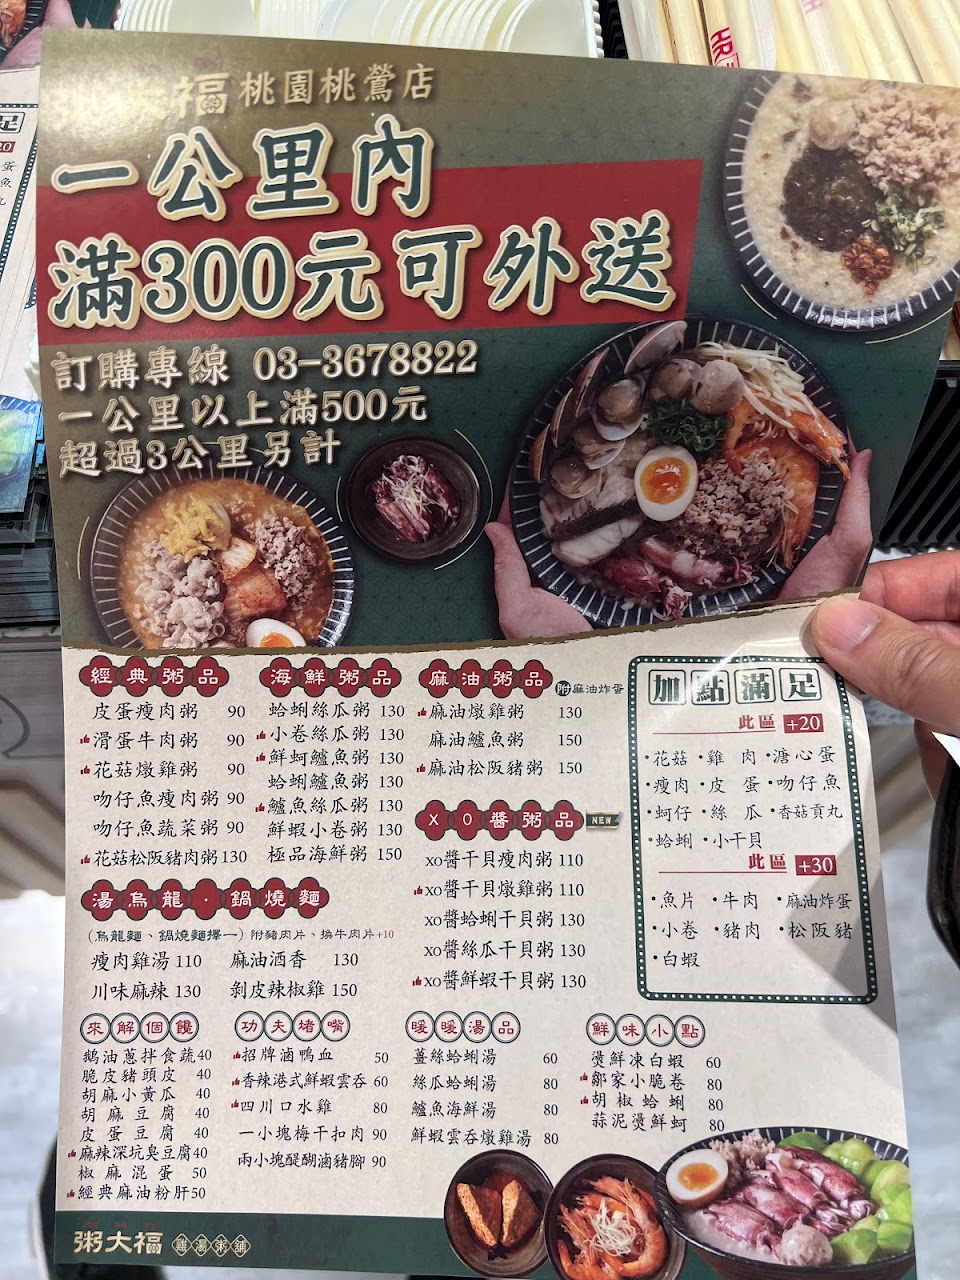 粥大福 桃園桃鶯店
一公里內
滿300元可外送
訂購專線 03-3678822
一公里以上滿500元
超過3公里另計
經典粥品
皮蛋瘦肉粥 90
滑蛋牛肉粥 90
花菇燉雞粥 90
吻仔魚瘦肉粥 90
吻仔魚蔬菜粥 90
花菇松阪豬肉粥 130
海鮮粥品
蛤蜊絲瓜粥 130
小卷絲瓜粥 130
鮮蚵鱸魚粥 130
蛤蜊鱸魚粥 130
鱸魚絲瓜粥 130
鮮蝦小卷粥 130
極品海鮮粥 150
麻油粥品 附麻油炸蛋
麻油燉雞粥 130
麻油鱸魚粥 150
麻油松阪豬粥 150
XO醬粥品 NEW
xo醬干貝瘦肉粥 110
xo醬干貝燉雞粥 110
xo醬蛤蜊干貝粥 130
xo醬絲瓜干貝粥 130
xo醬鮮蝦干貝粥 130
加點滿足
此區 +20
·花菇 ·雞肉 ·溏心蛋
·瘦肉 ·皮蛋 ·吻仔魚
·蚵仔 ·絲瓜 ·香菇貢丸
·蛤蜊 ·小干貝
此區 +30
·魚片 ·牛肉 ·麻油炸蛋
·小卷 ·豬肉 ·松阪豬
·白蝦
湯烏龍·鍋燒麵
(烏龍麵、鍋燒麵擇一) 附豬肉片、換牛肉片+10
瘦肉雞湯 110 麻油酒香 130
川味麻辣 130 剝皮辣椒雞 150
來解個饞
鵝油蔥拌食蔬 40
脆皮豬頭皮 40
胡麻小黃瓜 40
胡麻豆腐 40
皮蛋豆腐 40
麻辣深坑臭豆腐 40
椒麻混蛋 50
經典麻油粉肝 50
功夫堵嘴
招牌滷鴨血 50
香辣港式鮮蝦雲吞 60
四川口水雞 80
一小塊梅干扣肉 90
兩小塊醍醐滷豬腳 90
暖暖湯品
薑絲蛤蜊湯 60
絲瓜蛤蜊湯 80
鱸魚海鮮湯 80
鮮蝦雲吞燉雞湯 80
鮮味小點
燙鮮凍白蝦 60
鄒家小脆卷 80
胡椒蛤蜊 80
蒜泥燙鮮蚵 80
粥大福 雞湯粥舖